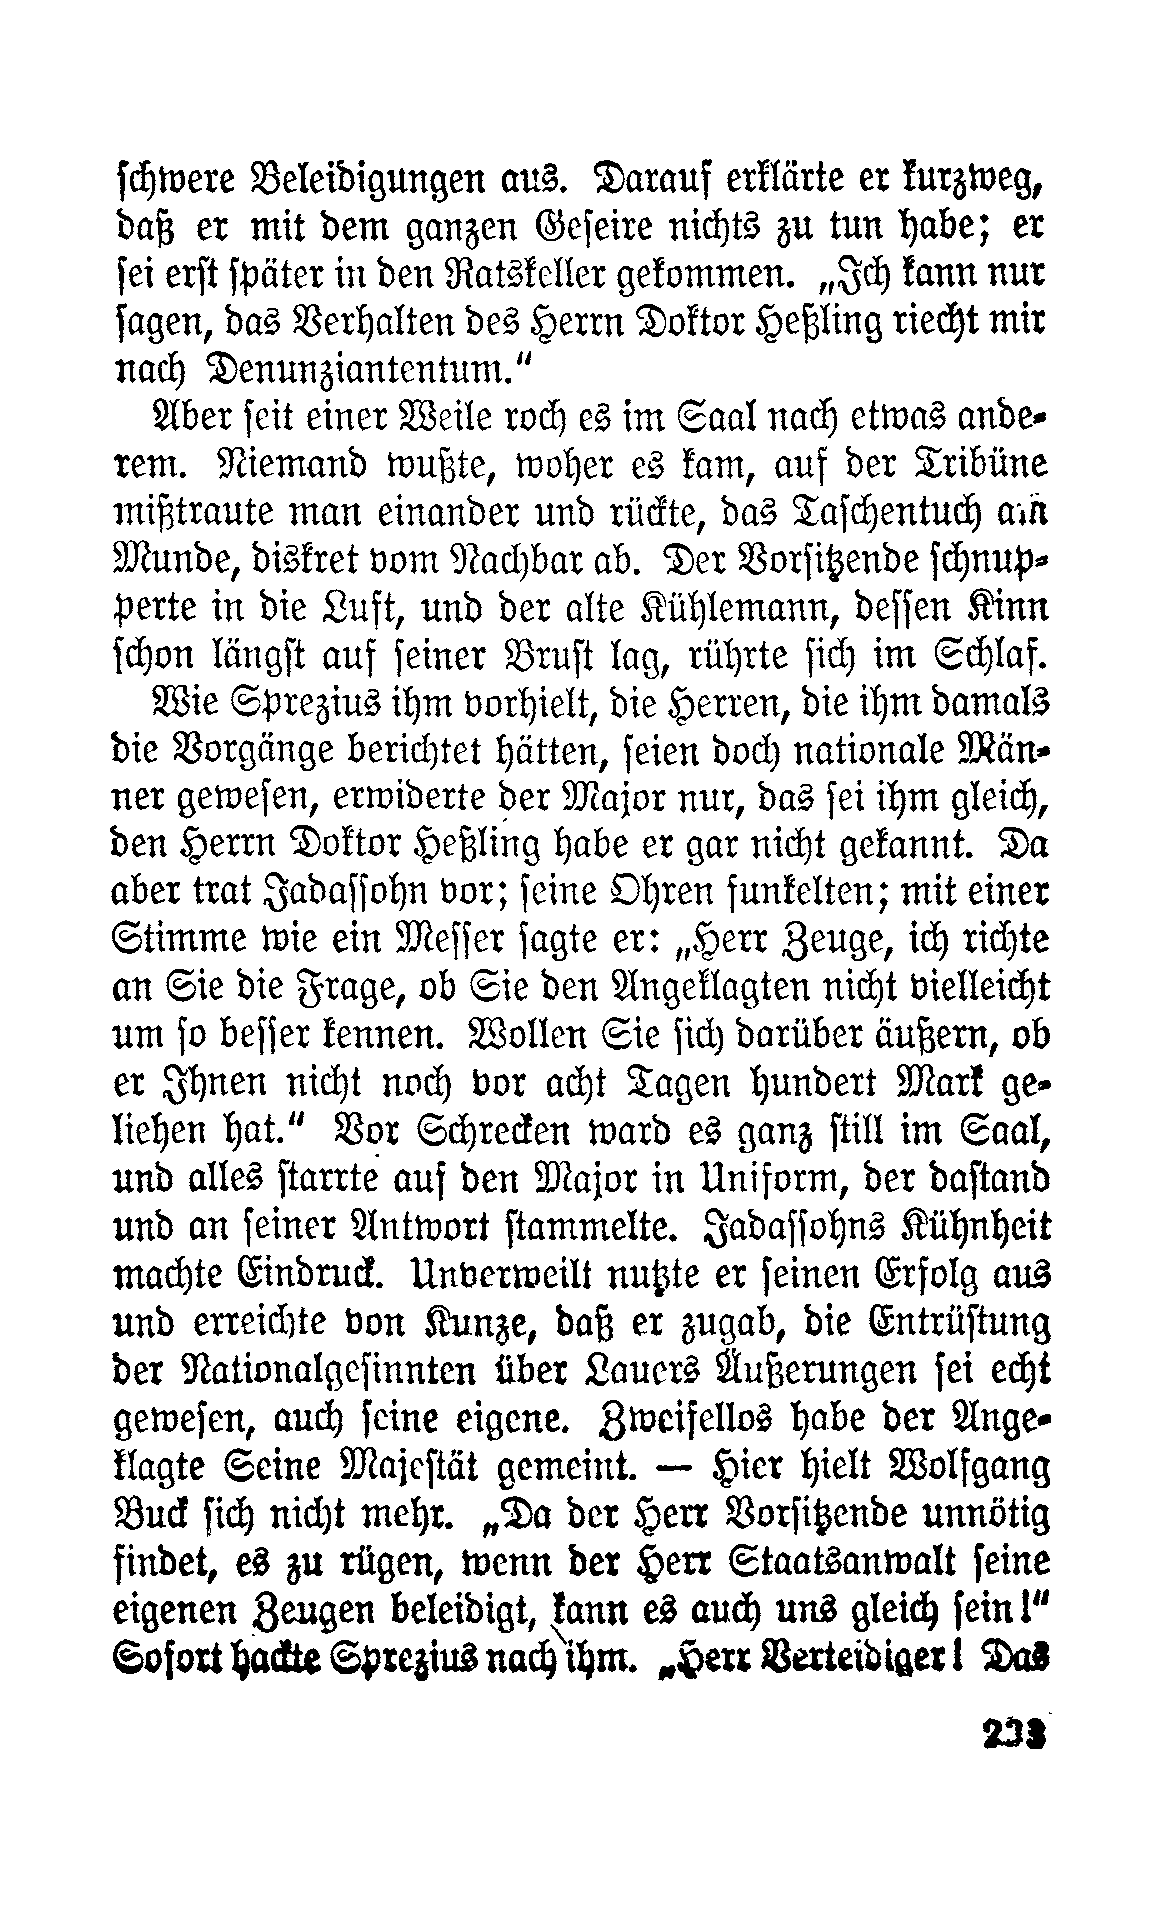 schwere Beleidigungen aus. Darauf erklärte er kurzweg,
daß er mit dem ganzen Geseire nichts zu tun habe; er
sei erst später in den Ratskeller gekommen. „Ich kann nur
sagen, das Verhalten des Herrn Doktor Heßling riecht mir
nach Denunziantentum.“
Aber seit einer Weile roch es im Saal nach etwas ande-
rem. Niemand wußte, woher es kam, auf der Tribüne
mißtraute man einander und rückte, das Taschentuch am
Munde, diskret vom Nachbar ab. Der Vorsitzende schnup-
perte in die Luft, und der alte Kühlemann, dessen Kinn
schon längst auf seiner Brust lag, rührte sich im Schlaf.
Wie Sprezius ihm vorhielt, die Herren, die ihm damals
die Vorgänge berichtet hätten, seien doch nationale Män-
ner gewesen, erwiderte der Major nur, das sei ihm gleich,
den Herrn Doktor Heßling habe er gar nicht gekannt. Da
aber trat Jadassohn vor; seine Ohren funkelten; mit einer
Stimme wie ein Messer sagte er: „Herr Zeuge, ich richte
an Sie die Frage, ob Sie den Angeklagten nicht vielleicht
um so besser kennen. Wollen Sie sich darüber äußern, ob
er Ihnen nicht noch vor acht Tagen hundert Mark ge-
liehen hat.“ Vor Schrecken ward es ganz still im Saal,
und alles starrte auf den Major in Uniform, der dastand
und an seiner Antwort stammelte. Jadassohns Kühnheit
machte Eindruck. Unverweilt nutzte er seinen Erfolg aus
und erreichte von Kunze, daß er zugab, die Entrüstung
der Nationalgesinnten über Lauers Äußerungen sei echt
gewesen, auch seine eigene. Zweifellos habe der Ange-
klagte Seine Majestät gemeint. — Hier hielt Wolfgang
Buck sich nicht mehr. „Da der Herr Vorsitzende unnötig
findet, es zu rügen, wenn der Herr Staatsanwalt seine
eigenen Zeugen beleidigt, kann es auch uns gleich sein!“
Sofort hackte Sprezius nach ihm. „Herr Verteidiger! Das
233